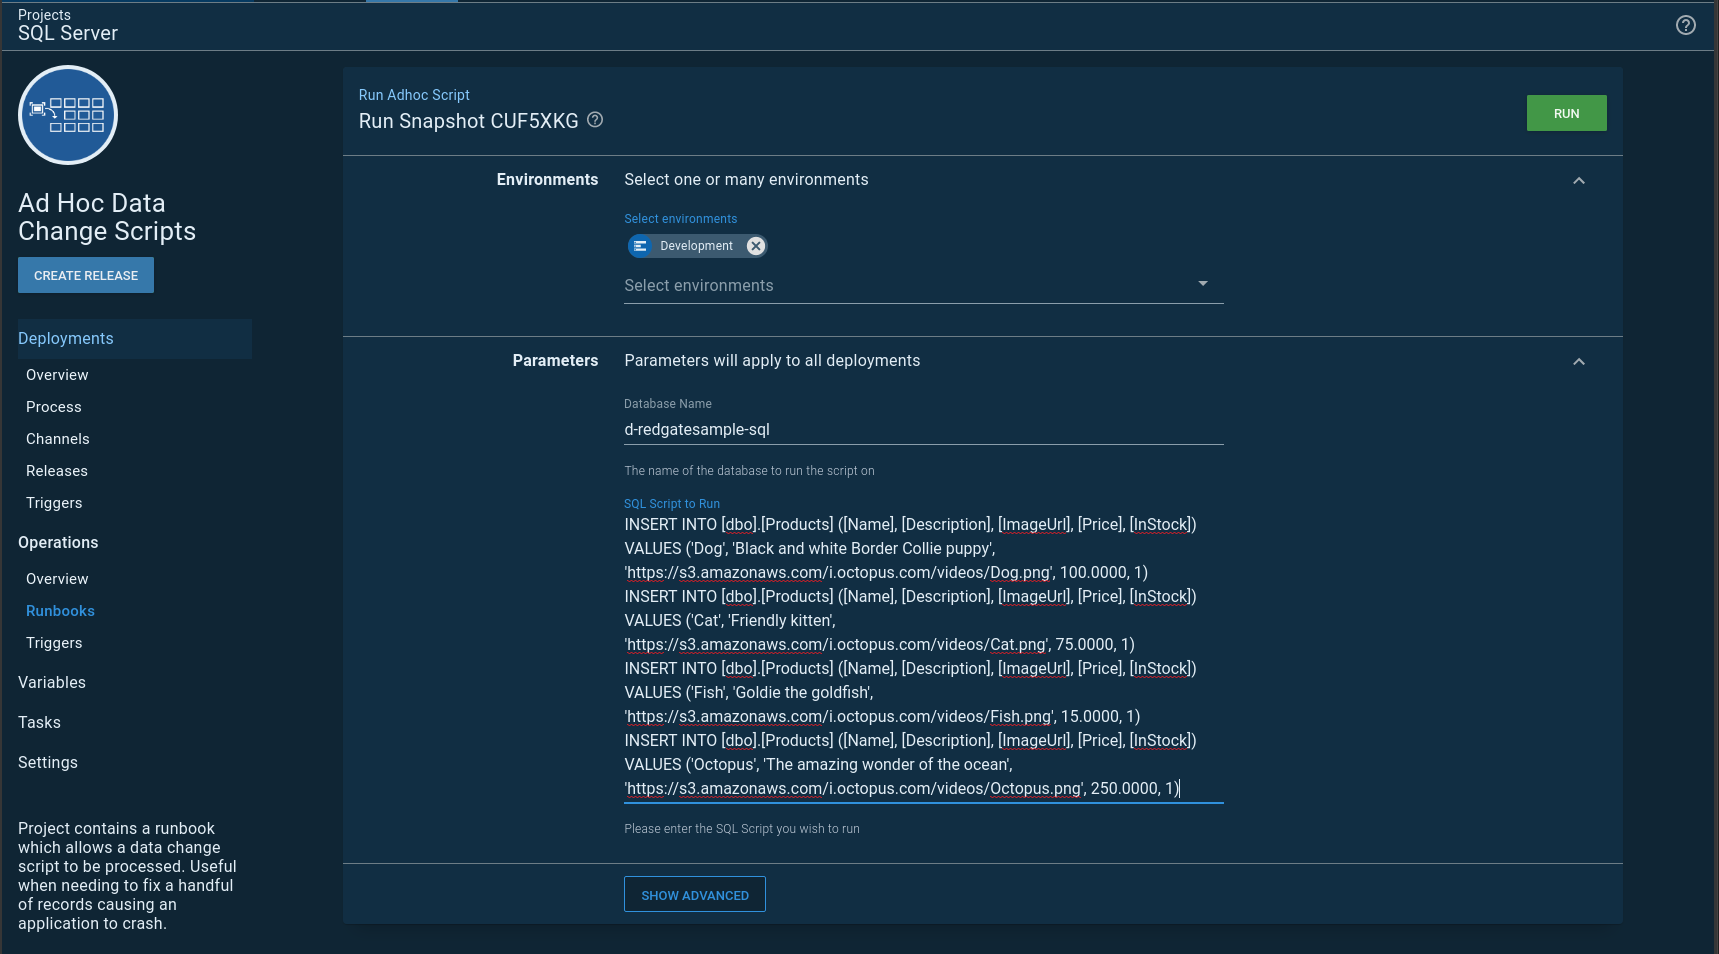 Projects
SQL Server
Ad Hoc Data
Change Scripts
CREATE RELEASE
Deployments
Overview
Process
Channels
Releases
Triggers
Operations
Overview
Runbooks
Triggers
Variables
Tasks
Settings
Project contains a runbook
which allows a data change
script to be processed. Useful
when needing to fix a handful
of records causing an
application to crash.
Run Adhoc Script
Run Snapshot CUF5XKG
RUN
Environments
Select one or many environments
Select environments
Development
Select environments
Parameters
Parameters will apply to all deployments
Database Name
d-redgatesample-sql
The name of the database to run the script on
SQL Script to Run
INSERT INTO [dbo].[Products] ([Name], [Description], [ImageUrl], [Price], [InStock])
VALUES ('Dog', 'Black and white Border Collie puppy',
'https://s3.amazonaws.com/i.octopus.com/videos/Dog.png', 100.0000, 1)
INSERT INTO [dbo].[Products] ([Name], [Description], [ImageUrl], [Price], [InStock])
VALUES ('Cat', 'Friendly kitten',
'https://s3.amazonaws.com/i.octopus.com/videos/Cat.png', 75.0000, 1)
INSERT INTO [dbo].[Products] ([Name], [Description], [ImageUrl], [Price], [InStock])
VALUES ('Fish', 'Goldie the goldfish',
'https://s3.amazonaws.com/i.octopus.com/videos/Fish.png', 15.0000, 1)
INSERT INTO [dbo].[Products] ([Name], [Description], [ImageUrl], [Price], [InStock])
VALUES ('Octopus', 'The amazing wonder of the ocean',
'https://s3.amazonaws.com/i.octopus.com/videos/Octopus.png', 250.0000, 1)
Please enter the SQL Script you wish to run
SHOW ADVANCED